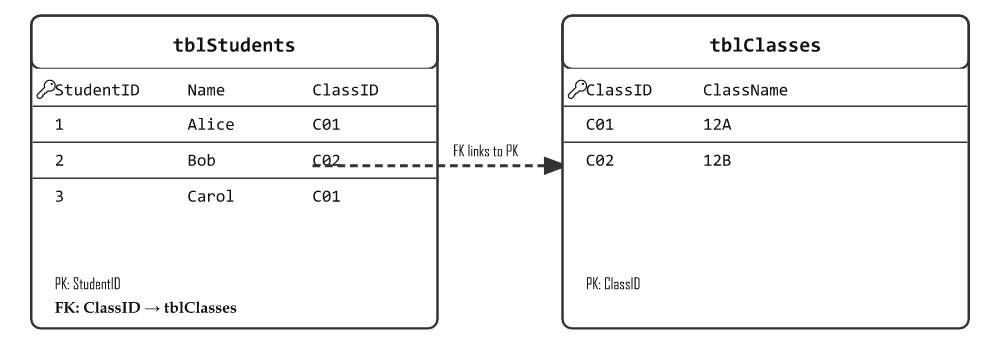 tblStudents
StudentID Name ClassID
1 Alice C01
2 Bob C02
3 Carol C01
PK: StudentID
FK: ClassID → tblClasses
FK links to PK
tblClasses
ClassID ClassName
C01 12A
C02 12B
PK: ClassID